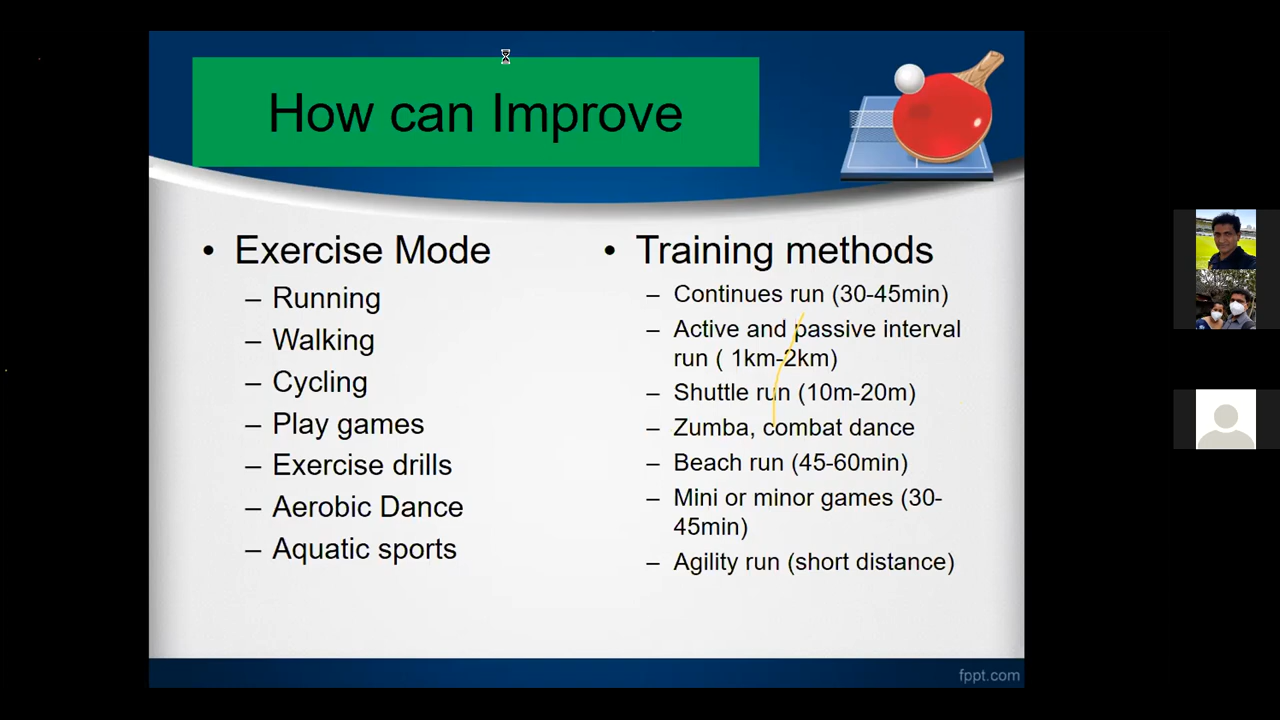 How can Improve
• Exercise Mode
– Running
– Walking
– Cycling
– Play games
– Exercise drills
– Aerobic Dance
– Aquatic sports
• Training methods
– Continues run (30-45min)
– Active and passive interval
run ( 1km-2km)
– Shuttle run (10m-20m)
– Zumba, combat dance
– Beach run (45-60min)
– Mini or minor games (30-
45min)
– Agility run (short distance)
fppt.com